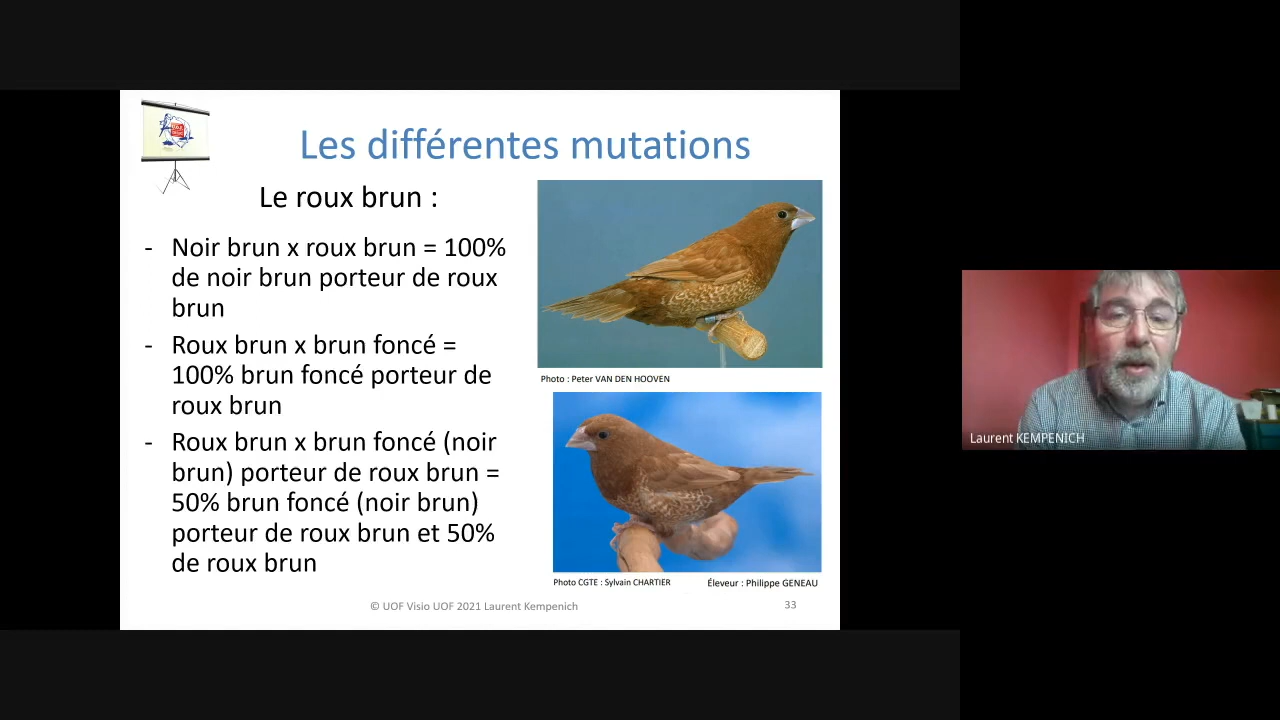 Les différentes mutations
Le roux brun :
- Noir brun x roux brun = 100%
de noir brun porteur de roux
brun
- Roux brun x brun foncé =
100% brun foncé porteur de
roux brun
- Roux brun x brun foncé (noir
brun) porteur de roux brun =
50% brun foncé (noir brun)
porteur de roux brun et 50%
de roux brun
Photo : Peter VAN DEN HOOVEN
Photo CGTE : Sylvain CHARTIER
Éleveur : Philippe GENEAU
© UOF Visio UOF 2021 Laurent Kempenich
33
Laurent KEMPENICH